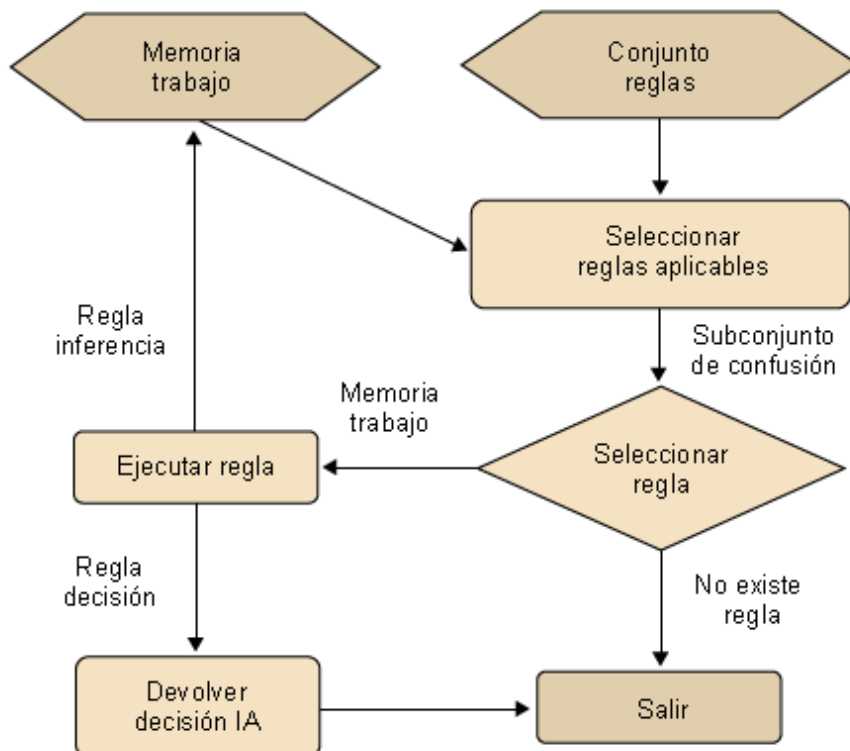 Memoria
trabajo
Conjunto
reglas
Seleccionar
reglas aplicables
Regla
inferencia
Subconjunto
de confusión
Memoria
trabajo
Ejecutar regla
Seleccionar
regla
Regla
decisión
No existe
regla
Devolver
decisión IA
Salir